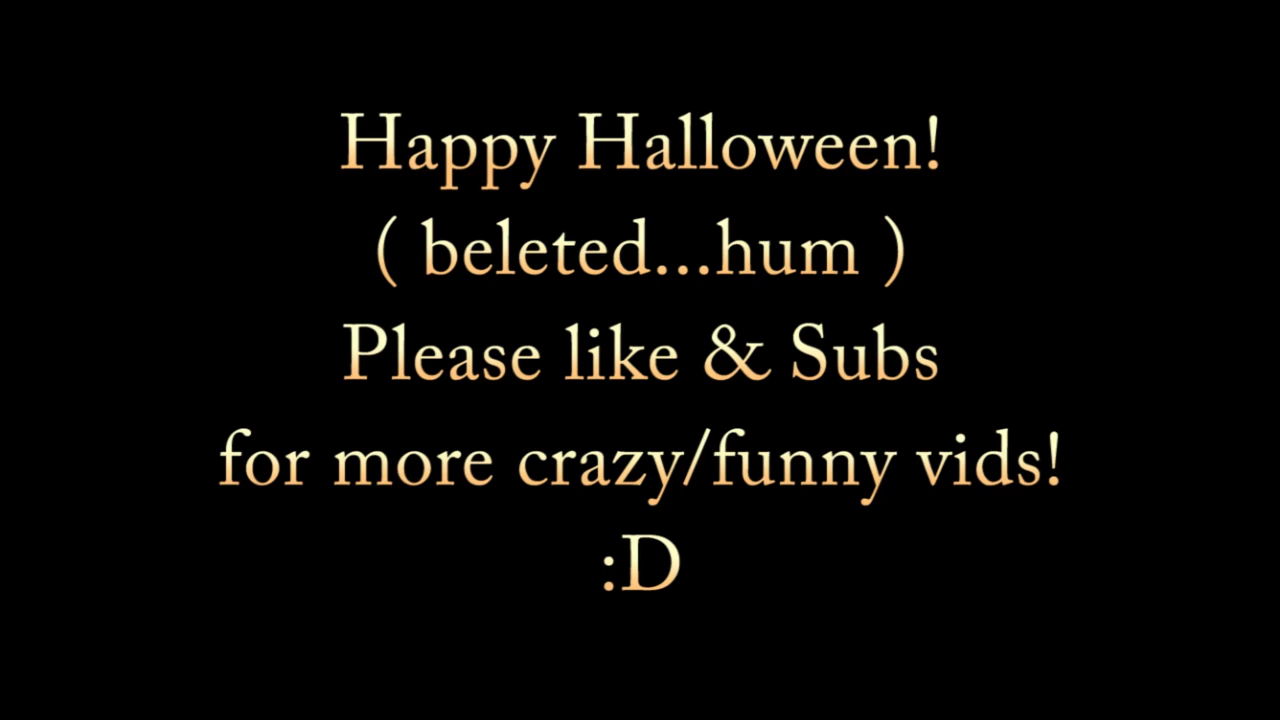 Happy Halloween!
( beleted...hum )
Please like & Subs
for more crazy/funny vids!
:D